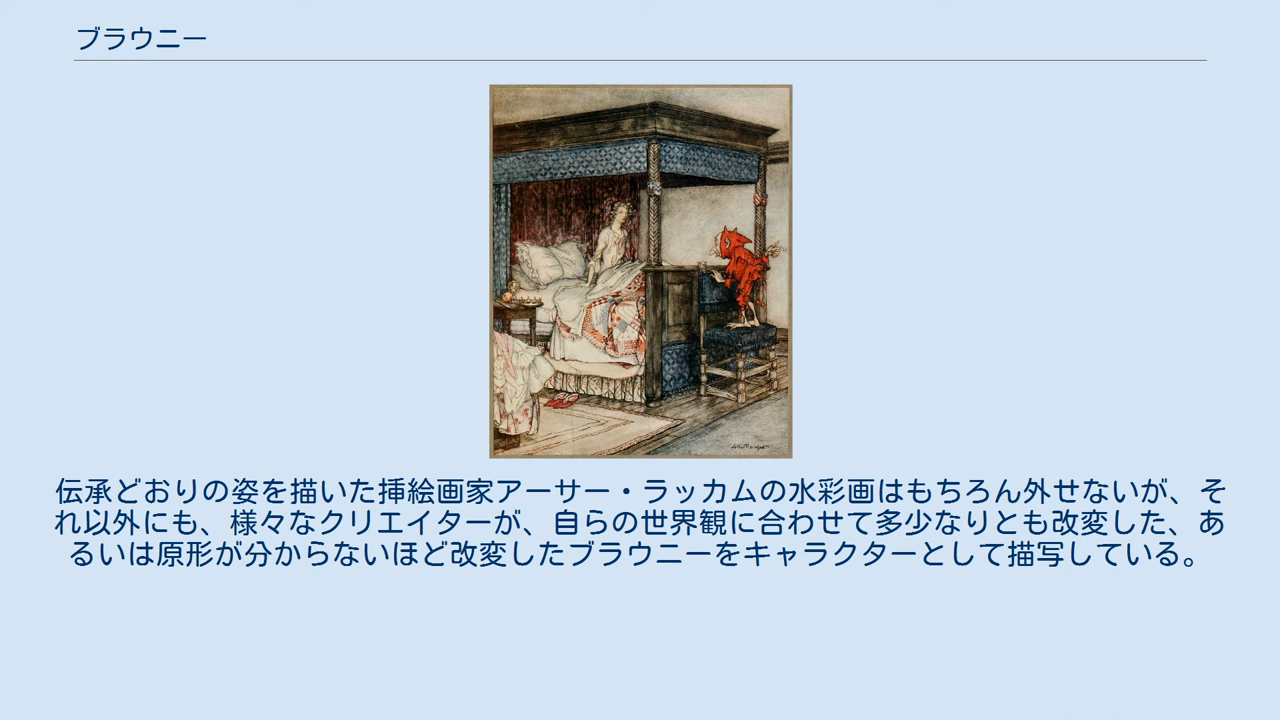 ブラウニー
伝承どおりの姿を描いた挿絵画家アーサー・ラッカムの水彩画はもちろん外せないが、そ
れ以外にも、様々なクリエイターが、自らの世界観に合わせて多少なりとも改変した、あ
るいは原形が分からないほど改変したブラウニーをキャラクターとして描写している。